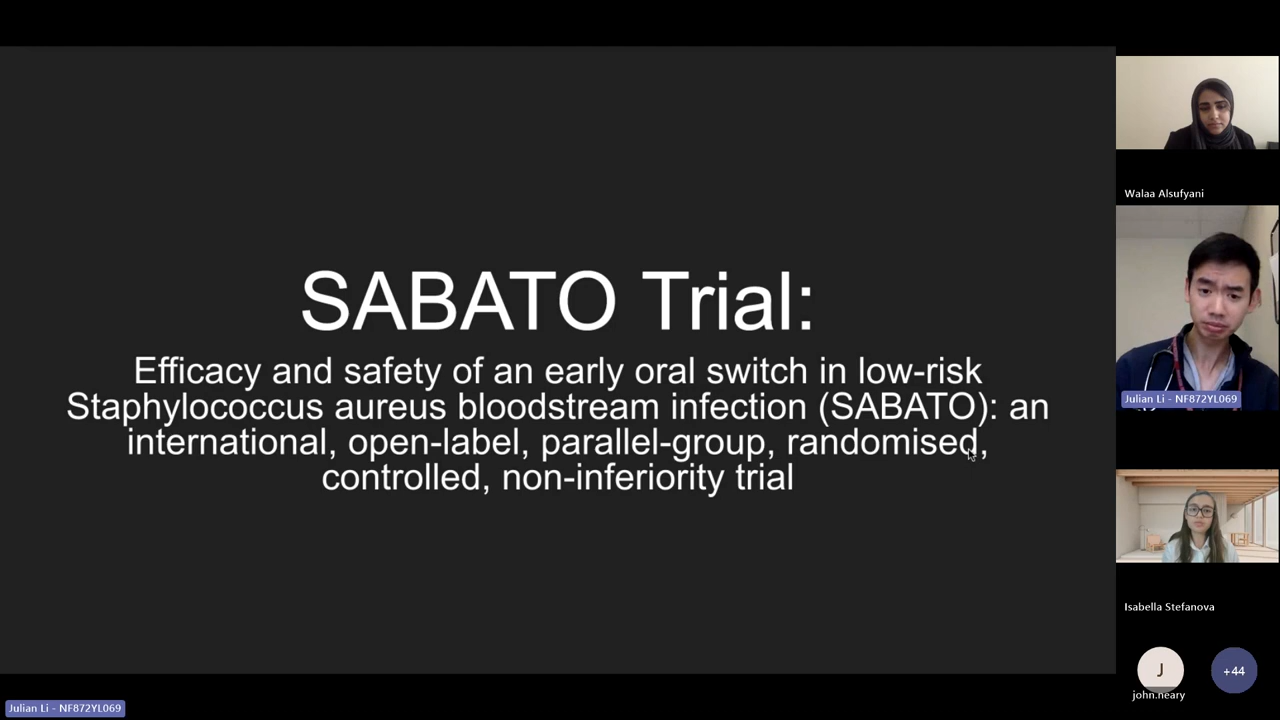 SABATO Trial:
Efficacy and safety of an early oral switch in low-risk
Staphylococcus aureus bloodstream infection (SABATO): an
international, open-label, parallel-group, randomised,
controlled, non-inferiority trial
Walaa Alsufyani
Julian Li - NF872YL069
Isabella Stefanova
J
+44
john.neary
Julian Li - NF872YL069